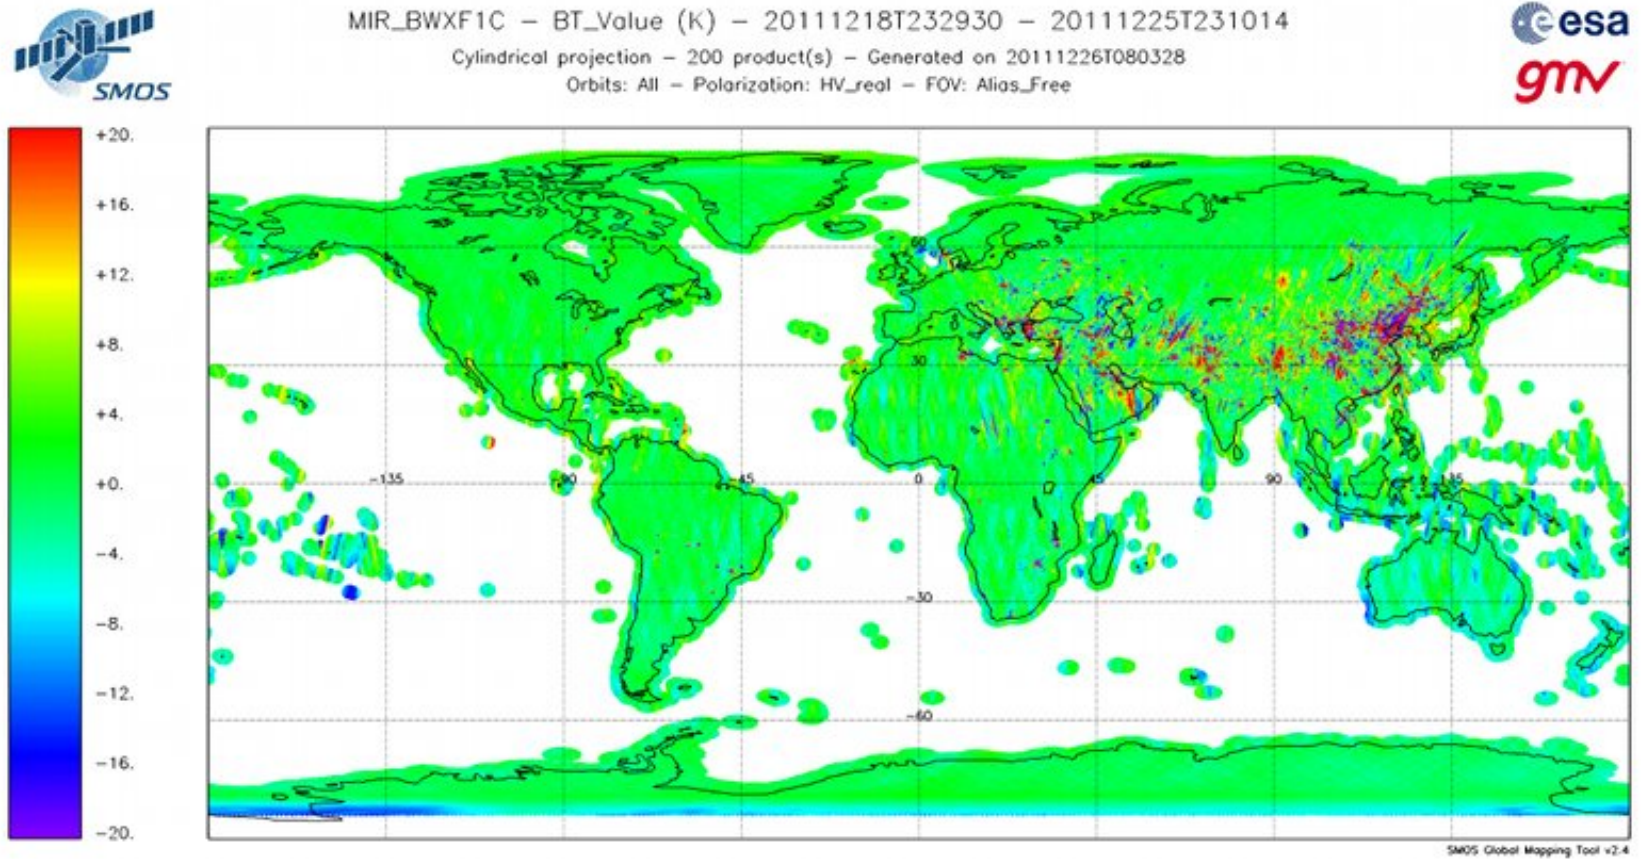 MIR_BWXF1C – BT_Value (K) – 20111218T232930 – 20111225T231014
Cylindrical projection – 200 product(s) – Generated on 20111226T080328
Orbits: All – Polarization: HV_real – FOV: Alias_Free
SMOS
esa
gmv
+20.
+16.
+12.
+8.
+4.
+0.
−4.
−8.
−12.
−16.
−20.
60
30
−135 −90 −45 0 45 90 135
−30
−60
SMOS Global Mapping Tool v2.4